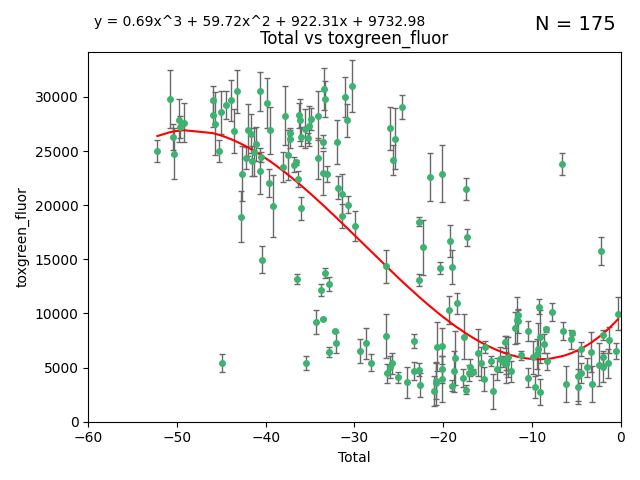 y = 0.69x^3 + 59.72x^2 + 922.31x + 9732.98
N = 175
Total vs toxgreen_fluor
toxgreen_fluor
30000
25000
20000
15000
10000
5000
0
−60
−50
−40
−30
−20
−10
0
Total